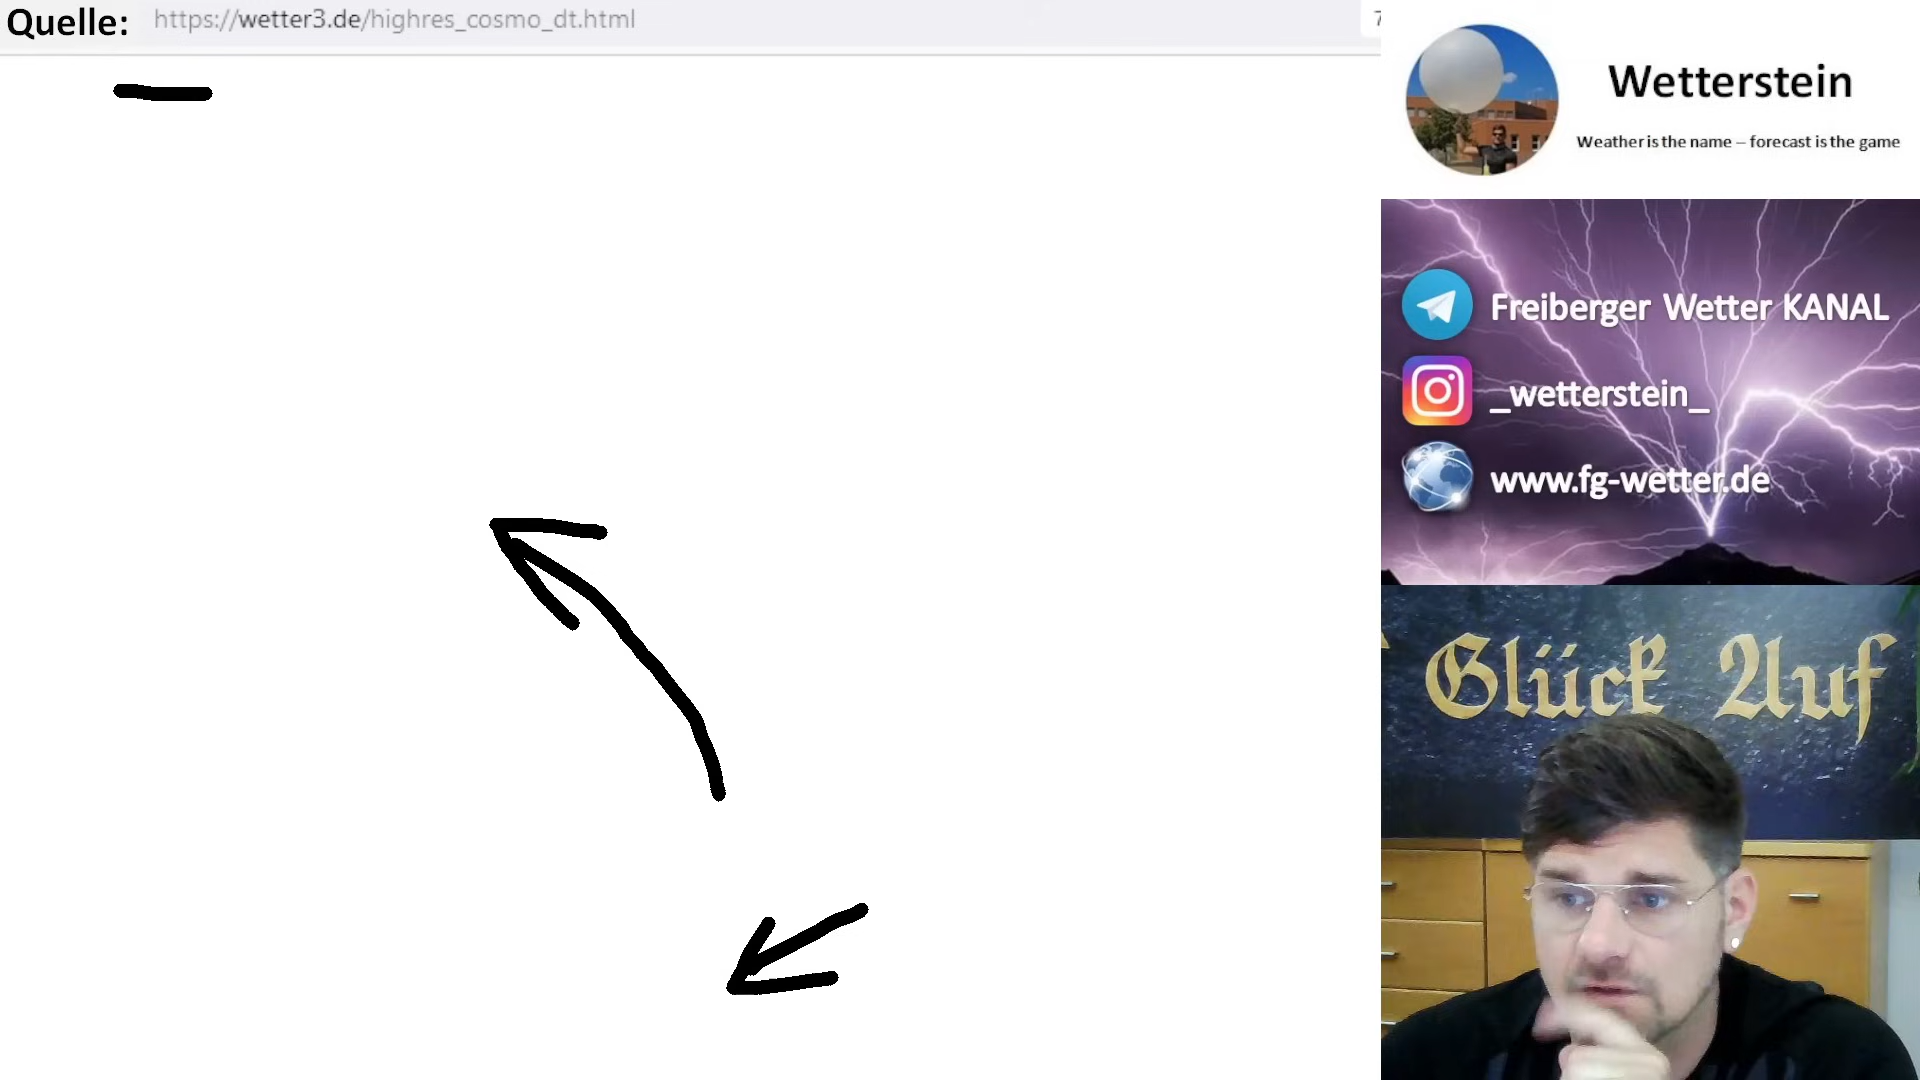 Quelle: https://wetter3.de/highres_cosmo_dt.html
Wetterstein
Weather is the name – forecast is the game
Freiberger Wetter KANAL
_wetterstein_
www.fg-wetter.de
Glück Auf